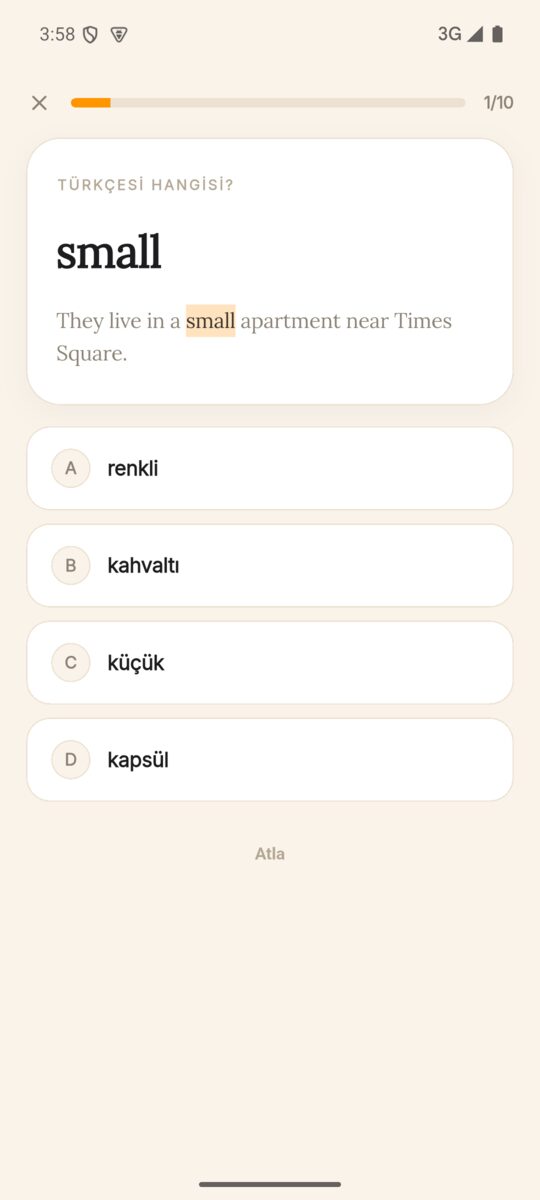 3:58
3G
1/10
TÜRKÇESİ HANGİSİ?
small
They live in a small apartment near Times
Square.
A renkli
B kahvaltı
C küçük
D kapsül
Atla